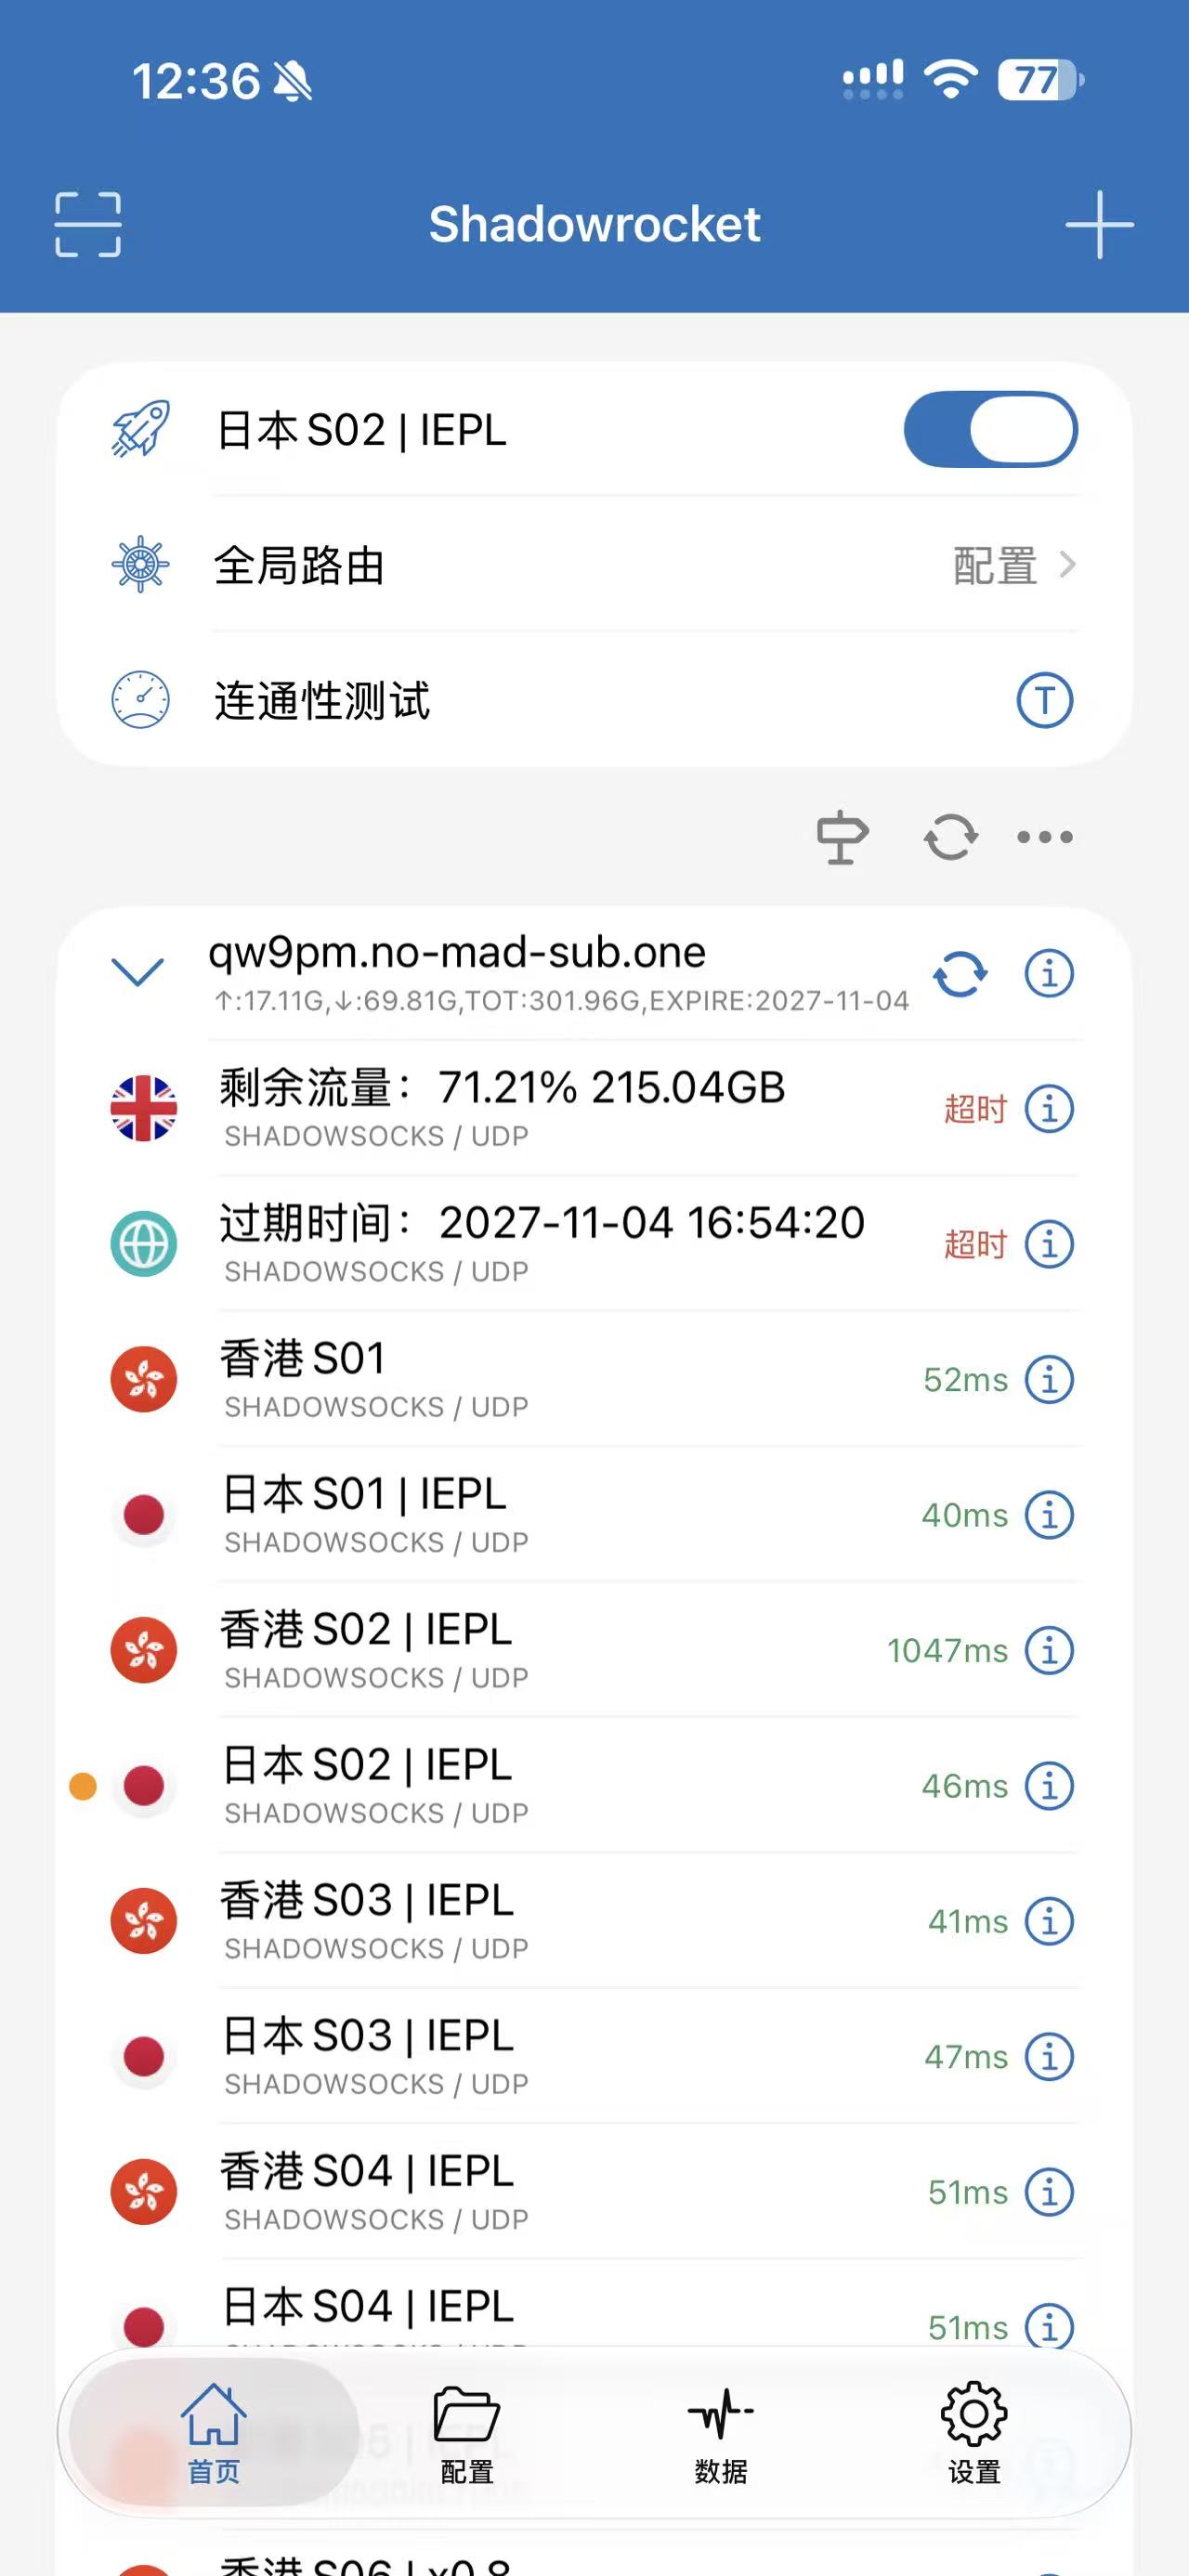 12:36
77
Shadowrocket
日本 S02 | IEPL
全局路由
配置
连通性测试
T
qw9pm.no-mad-sub.one
↑:17.11G,↓:69.81G,TOT:301.96G,EXPIRE:2027-11-04
剩余流量：71.21% 215.04GB
SHADOWSOCKS / UDP
超时
过期时间：2027-11-04 16:54:20
SHADOWSOCKS / UDP
超时
香港 S01
SHADOWSOCKS / UDP
52ms
日本 S01 | IEPL
SHADOWSOCKS / UDP
40ms
香港 S02 | IEPL
SHADOWSOCKS / UDP
1047ms
日本 S02 | IEPL
SHADOWSOCKS / UDP
46ms
香港 S03 | IEPL
SHADOWSOCKS / UDP
41ms
日本 S03 | IEPL
SHADOWSOCKS / UDP
47ms
香港 S04 | IEPL
SHADOWSOCKS / UDP
51ms
日本 S04 | IEPL
51ms
首页
配置
数据
设置
香港 S06 | x0.8